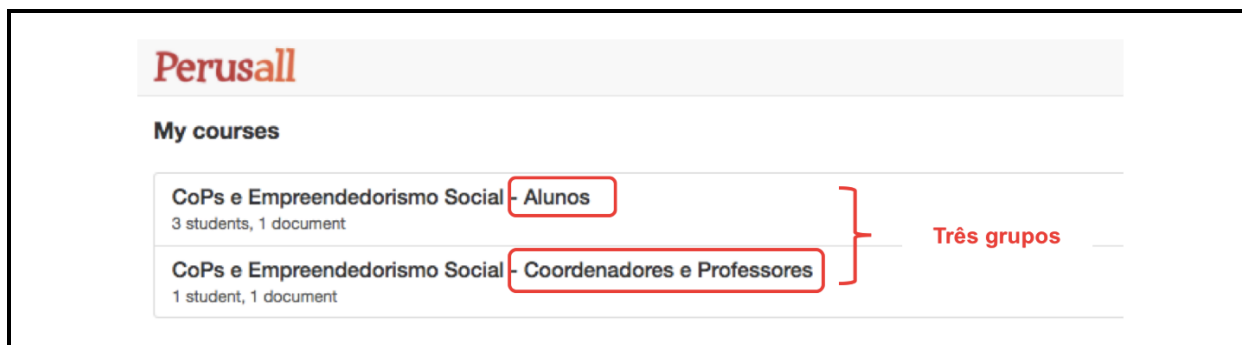 Perusall
My courses
CoPs e Empreendedorismo Social - Alunos
3 students, 1 document
Três grupos
CoPs e Empreendedorismo Social - Coordenadores e Professores
1 student, 1 document